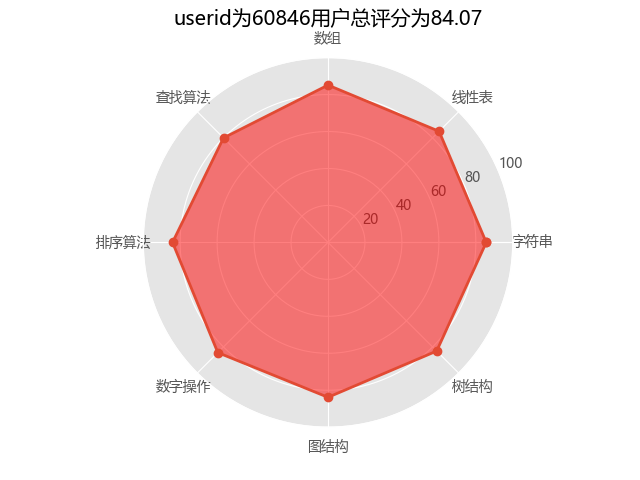 userid为60846用户总评分为84.07
数组
查找算法
线性表
100
80
60
40
20
排序算法
字符串
数字操作
树结构
图结构